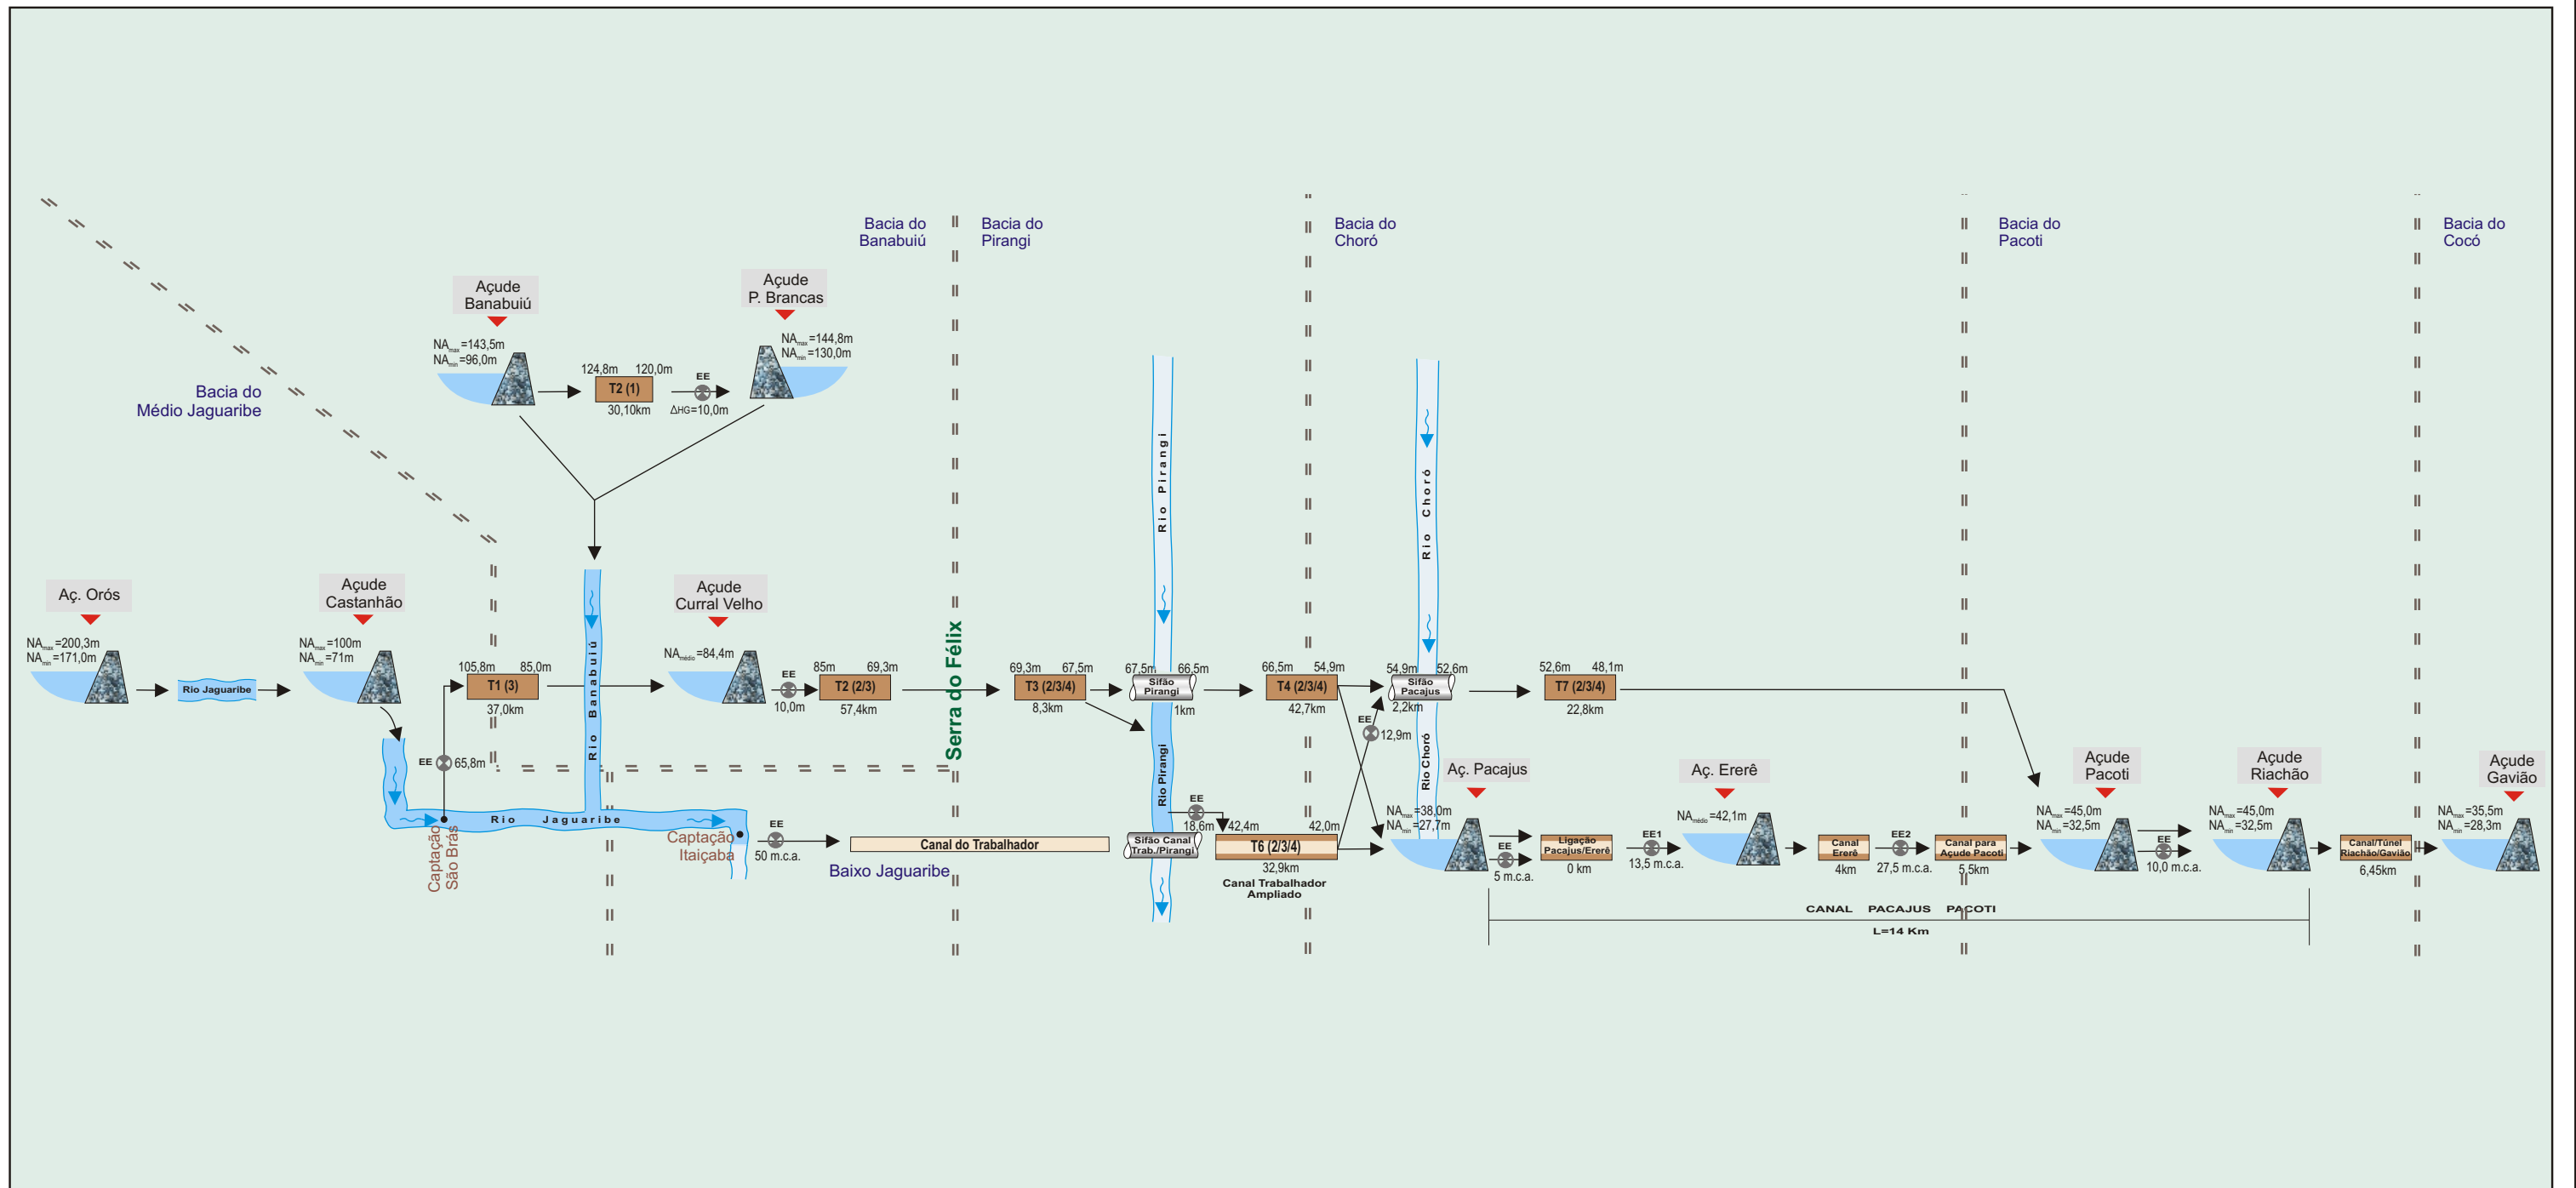 Bacia do
Banabuiú
Bacia do
Pirangi
Bacia do
Choró
Bacia do
Pacoti
Bacia do
Cocó
Bacia do
Médio Jaguaribe
Açude
Banabuiú
NAmax=143,5m
NAmin=96,0m
124,8m 120,0m
T2 (1)
30,10km
EE
ΔHG=10,0m
Açude
P. Brancas
NAmax=144,8m
NAmin=130,0m
Rio Pirangi
Rio Choró
Aç. Orós
NAmax=200,3m
NAmin=171,0m
Rio Jaguaribe
Açude
Castanhão
NAmax=100m
NAmin=71m
105,8m 85,0m
T1 (3)
37,0km
EE
65,8m
Rio Banabuiú
Açude
Curral Velho
NAmédio=84,4m
EE
10,0m
85m 69,3m
T2 (2/3)
57,4km
Serra do Félix
69,3m 67,5m
T3 (2/3/4)
8,3km
67,5m 66,5m
Sifão
Pirangi
1km
66,5m 54,9m
T4 (2/3/4)
42,7km
54,9m 52,6m
Sifão
Pacajus
2,2km
EE
12,9m
52,6m 48,1m
T7 (2/3/4)
22,8km
Rio Jaguaribe
Captação
São Brás
Captação
Itaiçaba
EE
50 m.c.a.
Canal do Trabalhador
Baixo Jaguaribe
Rio Pirangi
EE
18,6m
Sifão Canal
Trab./Pirangi
42,4m 42,0m
T6 (2/3/4)
32,9km
Canal Trabalhador
Ampliado
Rio Choró
Aç. Pacajus
NAmax=38,0m
NAmin=27,7m
EE
5 m.c.a.
Ligação
Pacajus/Ererê
0 km
EE1
13,5 m.c.a.
Aç. Ererê
NAmédio=42,1m
Canal
Ererê
4km
EE2
27,5 m.c.a.
Canal para
Açude Pacoti
5,5km
Açude
Pacoti
NAmax=45,0m
NAmin=32,5m
EE
10,0 m.c.a.
Açude
Riachão
NAmax=45,0m
NAmin=32,5m
Canal/Túnel
Riachão/Gavião
6,45km
Açude
Gavião
NAmax=35,5m
NAmin=28,3m
CANAL PACAJUS PACOTI
L=14 Km